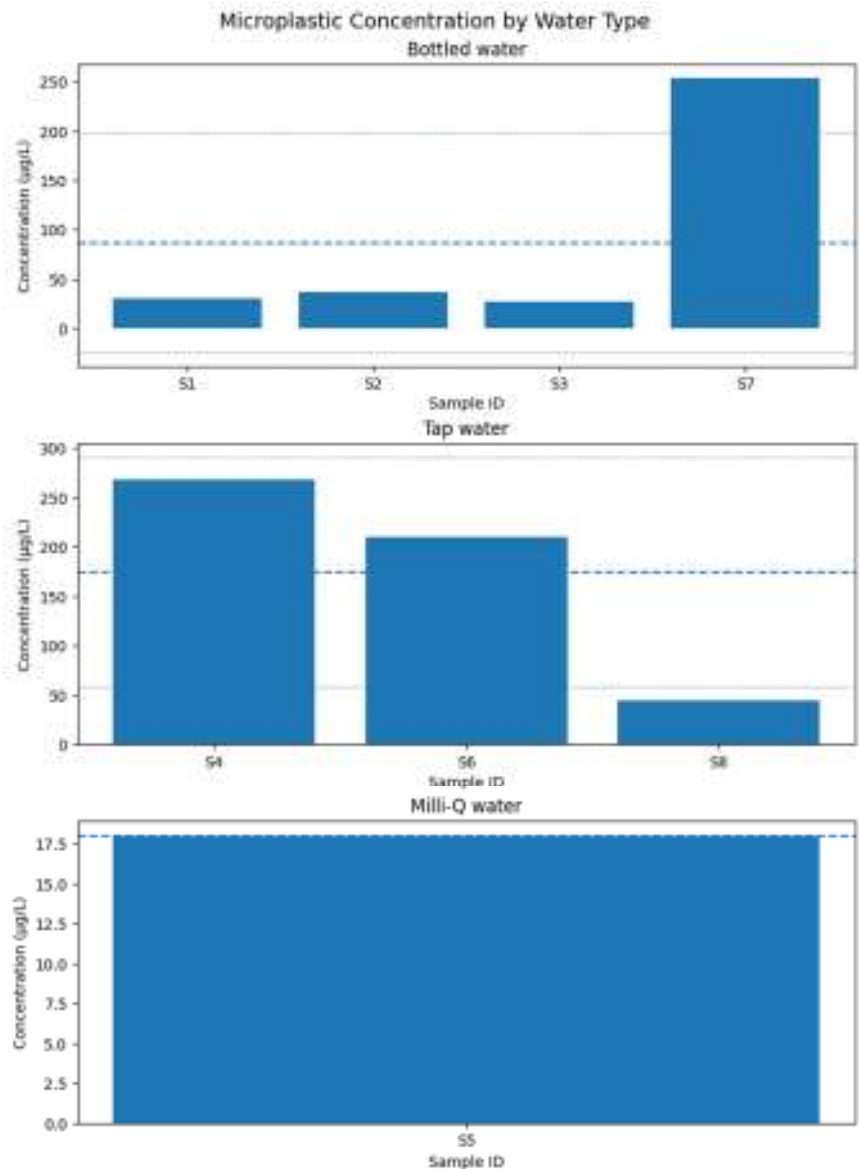 Microplastic Concentration by Water Type
Bottled water
250
200
150
100
50
0
Concentration (µg/L)
S1 S2 S3 S7
Sample ID
Tap water
300
250
200
150
100
50
0
Concentration (µg/L)
S4 S6 S8
Sample ID
Milli-Q water
17.5
15.0
12.5
10.0
7.5
5.0
2.5
0.0
Concentration (µg/L)
S5
Sample ID